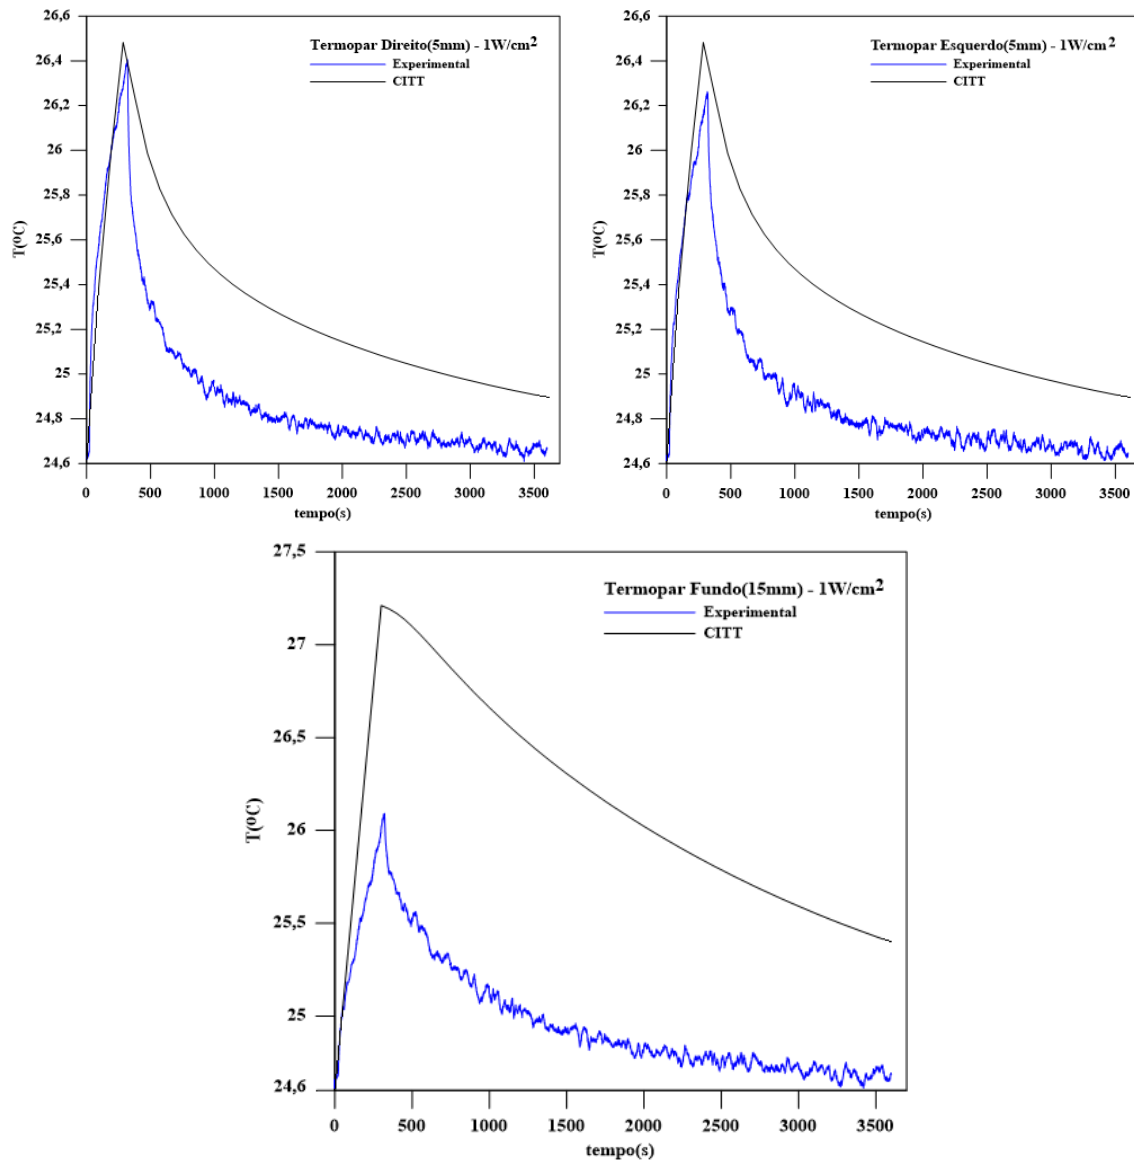 Termopar Direito(5mm) - 1W/cm²
Experimental
CITT
26,6
26,4
26,2
26
25,8
25,6
25,4
25,2
25
24,8
24,6
T(ºC)
0 500 1000 1500 2000 2500 3000 3500
tempo(s)
Termopar Esquerdo(5mm) - 1W/cm²
Experimental
CITT
26,6
26,4
26,2
26
25,8
25,6
25,4
25,2
25
24,8
24,6
T(ºC)
0 500 1000 1500 2000 2500 3000 3500
tempo(s)
Termopar Fundo(15mm) - 1W/cm²
Experimental
CITT
27,5
27
26,5
26
25,5
25
24,6
T(ºC)
0 500 1000 1500 2000 2500 3000 3500
tempo(s)